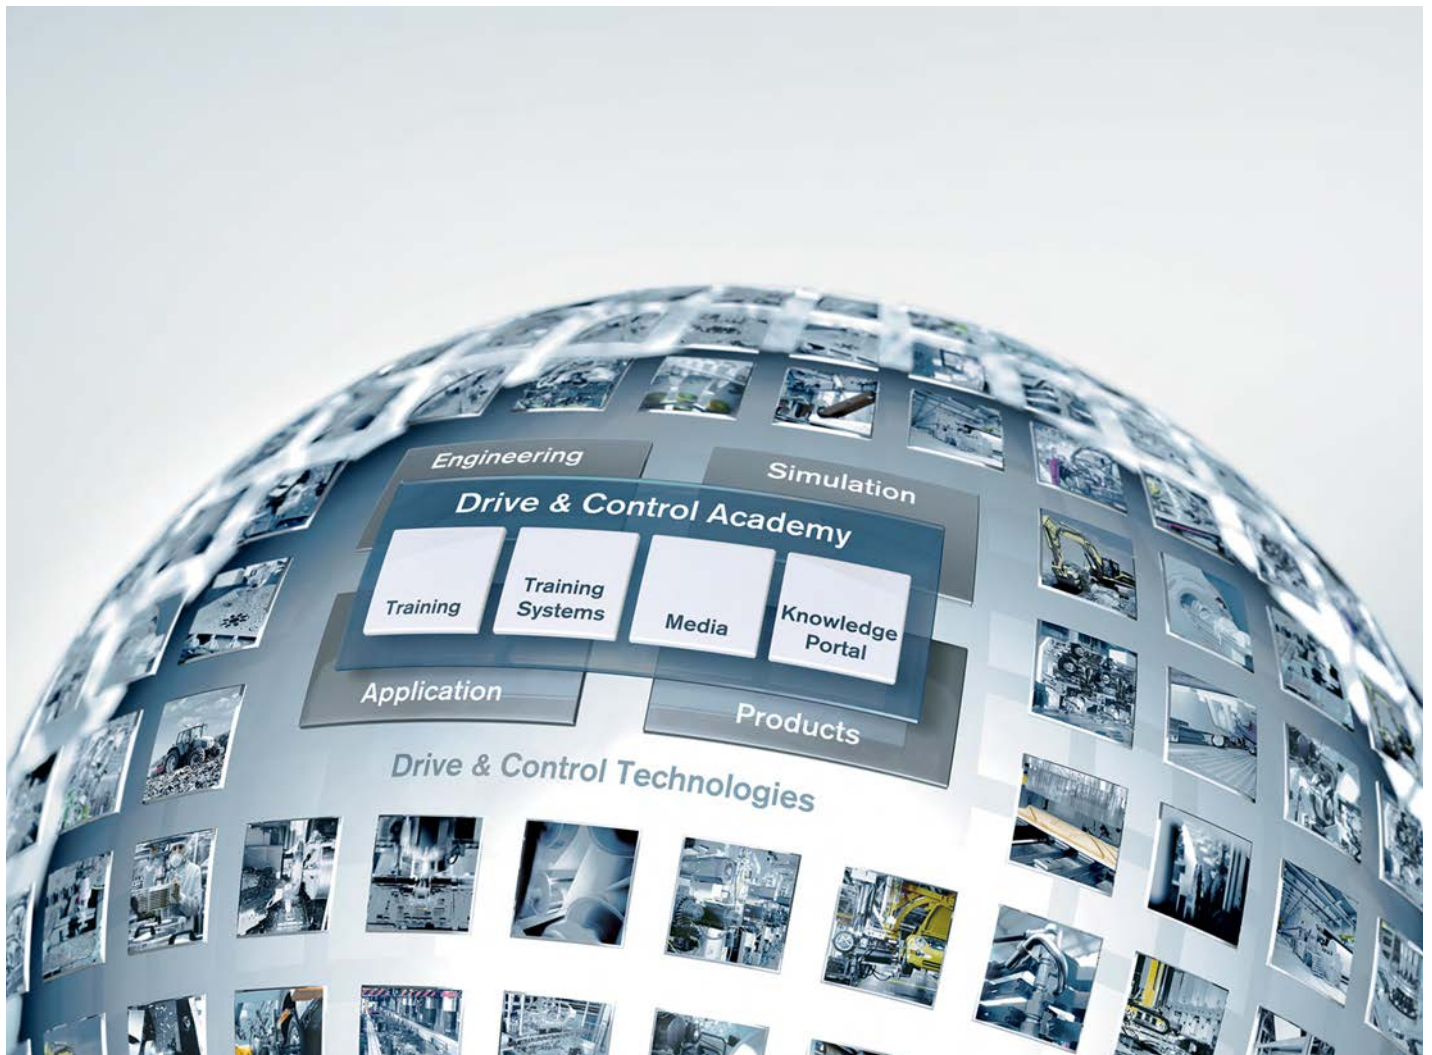 Engineering
Simulation
Drive & Control Academy
Training
Training
Systems
Media
Knowledge
Portal
Application
Products
Drive & Control Technologies